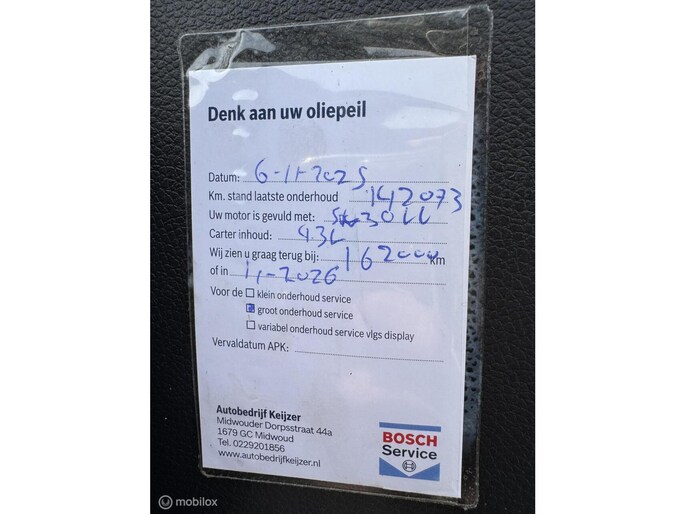 Denk aan uw oliepeil
Datum: 6-11-2025
Km. stand laatste onderhoud 142073
Uw motor is gevuld met: 5w30LL
Carter inhoud: 4.3L
Wij zien u graag terug bij: 162000 km
of in 11-2026
Voor de klein onderhoud service
groot onderhoud service
variabel onderhoud service vlgs display
Vervaldatum APK:
Autobedrijf Keijzer
Midwouder Dorpsstraat 44a
1679 GC Midwoud
Tel. 0229201856
www.autobedrijfkeijzer.nl
BOSCH
Service
mobilox